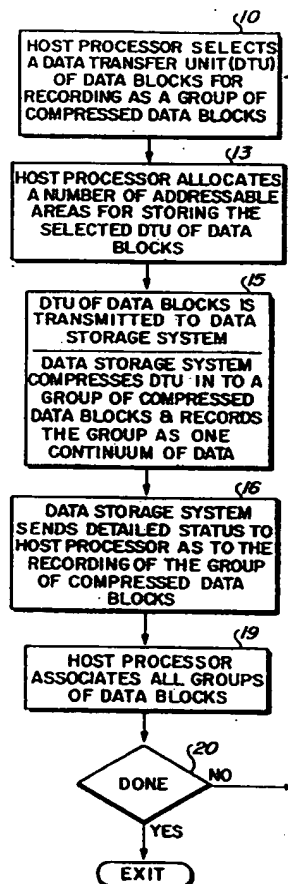 10
HOST PROCESSOR SELECTS
A DATA TRANSFER UNIT (DTU)
OF DATA BLOCKS FOR
RECORDING AS A GROUP OF
COMPRESSED DATA BLOCKS
13
HOST PROCESSOR ALLOCATES
A NUMBER OF ADDRESSABLE
AREAS FOR STORING THE
SELECTED DTU OF DATA
BLOCKS
15
DTU OF DATA BLOCKS IS
TRANSMITTED TO DATA
STORAGE SYSTEM
DATA STORAGE SYSTEM
COMPRESSES DTU IN TO A
GROUP OF COMPRESSED
DATA BLOCKS & RECORDS
THE GROUP AS ONE
CONTINUUM OF DATA
16
DATA STORAGE SYSTEM
SENDS DETAILED STATUS TO
HOST PROCESSOR AS TO THE
RECORDING OF THE GROUP
OF COMPRESSED DATA
BLOCKS
19
HOST PROCESSOR
ASSOCIATES ALL GROUPS
OF DATA BLOCKS
20
DONE
NO
YES
EXIT